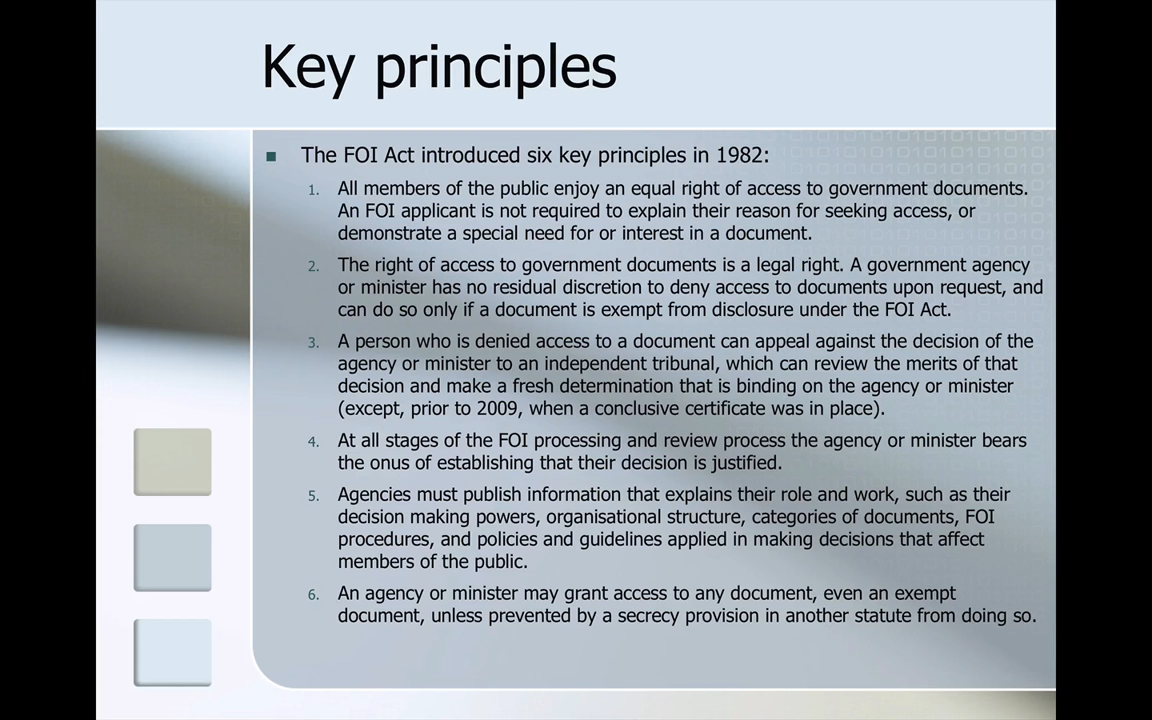 Key principles
The FOI Act introduced six key principles in 1982:
1. All members of the public enjoy an equal right of access to government documents.
An FOI applicant is not required to explain their reason for seeking access, or
demonstrate a special need for or interest in a document.
2. The right of access to government documents is a legal right. A government agency
or minister has no residual discretion to deny access to documents upon request, and
can do so only if a document is exempt from disclosure under the FOI Act.
3. A person who is denied access to a document can appeal against the decision of the
agency or minister to an independent tribunal, which can review the merits of that
decision and make a fresh determination that is binding on the agency or minister
(except, prior to 2009, when a conclusive certificate was in place).
4. At all stages of the FOI processing and review process the agency or minister bears
the onus of establishing that their decision is justified.
5. Agencies must publish information that explains their role and work, such as their
decision making powers, organisational structure, categories of documents, FOI
procedures, and policies and guidelines applied in making decisions that affect
members of the public.
6. An agency or minister may grant access to any document, even an exempt
document, unless prevented by a secrecy provision in another statute from doing so.